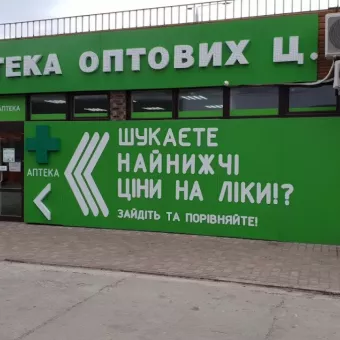 ТЕКА ОПТОВИХ Ц.
АПТЕКА
АПТЕКА
ШУКАЄТЕ
НАЙНИЖЧІ
ЦІНИ НА ЛІКИ!?
ЗАЙДІТЬ ТА ПОРІВНЯЙТЕ!